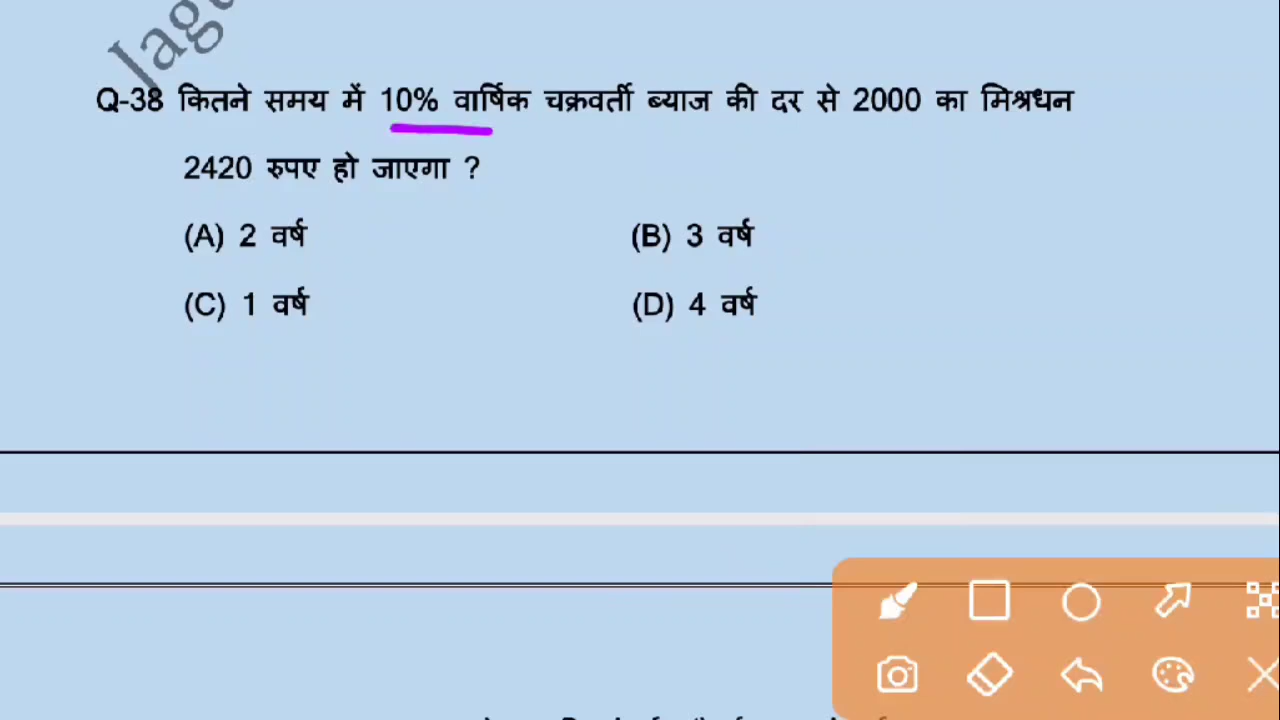 Jagu
Q-38 कितने समय में 10% वार्षिक चक्रवर्ती ब्याज की दर से 2000 का मिश्रधन
2420 रुपए हो जाएगा ?
(A) 2 वर्ष (B) 3 वर्ष
(C) 1 वर्ष (D) 4 वर्ष